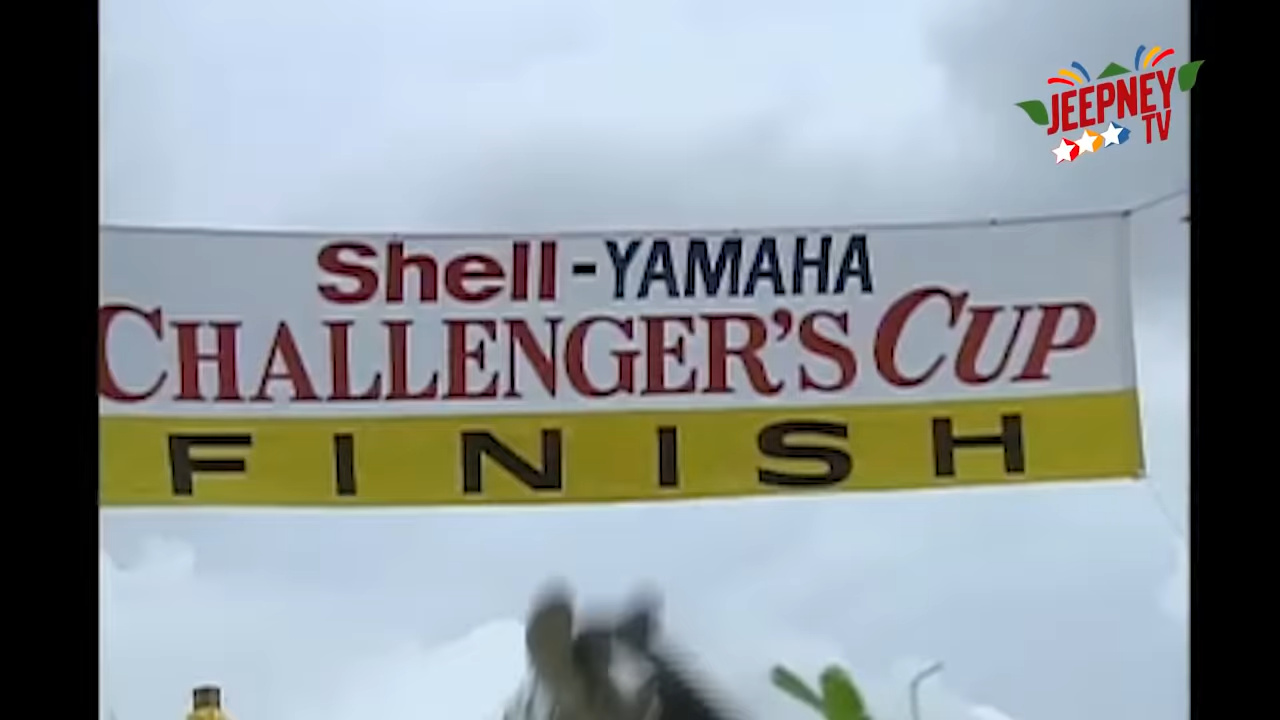 JEEPNEY
TV
Shell-YAMAHA
CHALLENGER'S CUP
FINISH